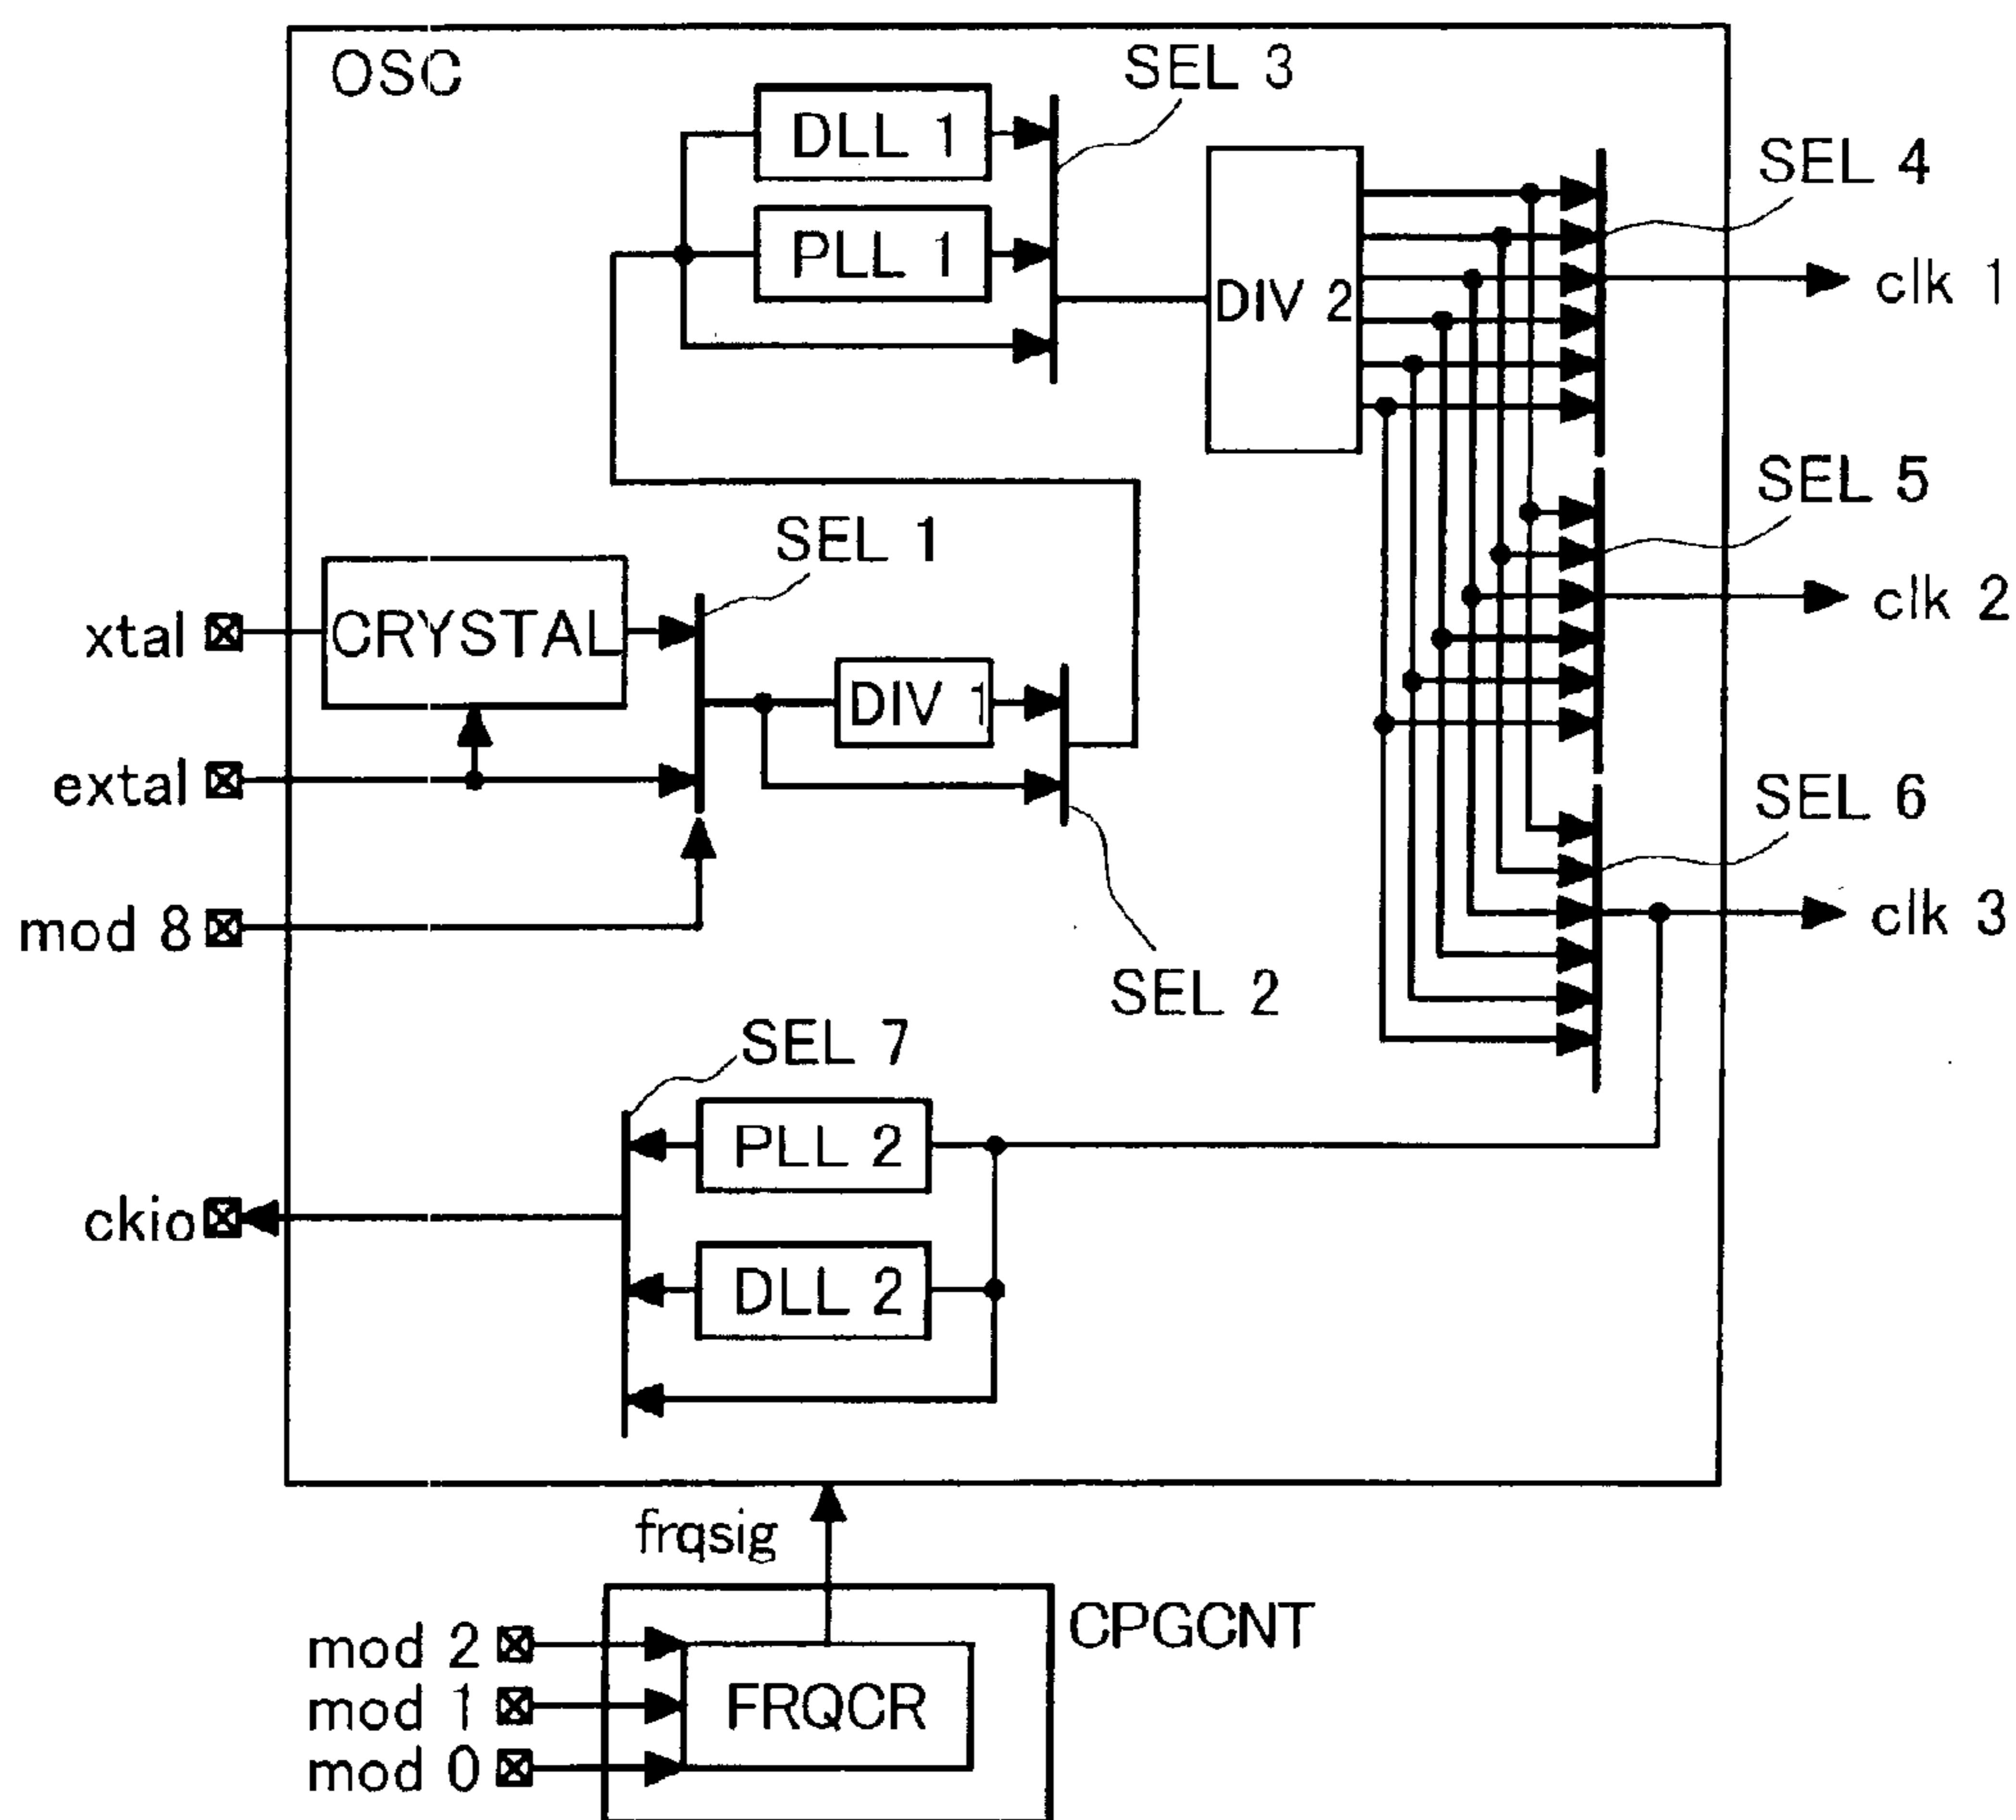 OSC
SEL 3
DLL 1
SEL 4
PLL 1
DIV 2
clk 1
SEL 5
SEL 1
xtal
CRYSTAL
clk 2
DIV 1
extal
SEL 6
mod 8
clk 3
SEL 2
SEL 7
PLL 2
ckio
DLL 2
frqsig
CPGCNT
mod 2
mod 1
FRQCR
mod 0